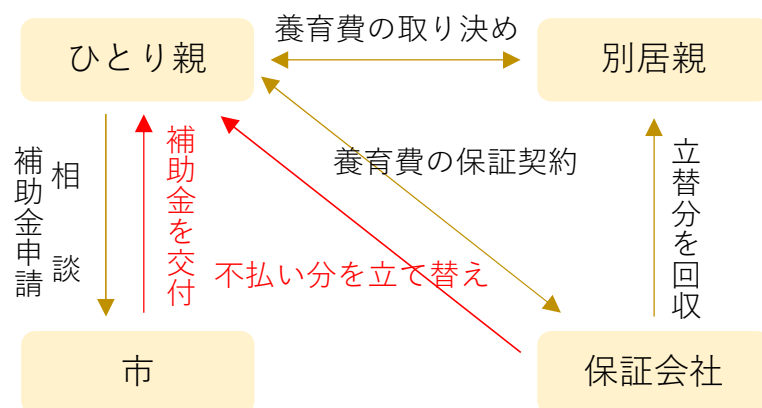 養育費の取り決め
ひとり親
別居親
補助金申請
相談
補助金を交付
養育費の保証契約
立替分を回収
不払い分を立て替え
市
保証会社